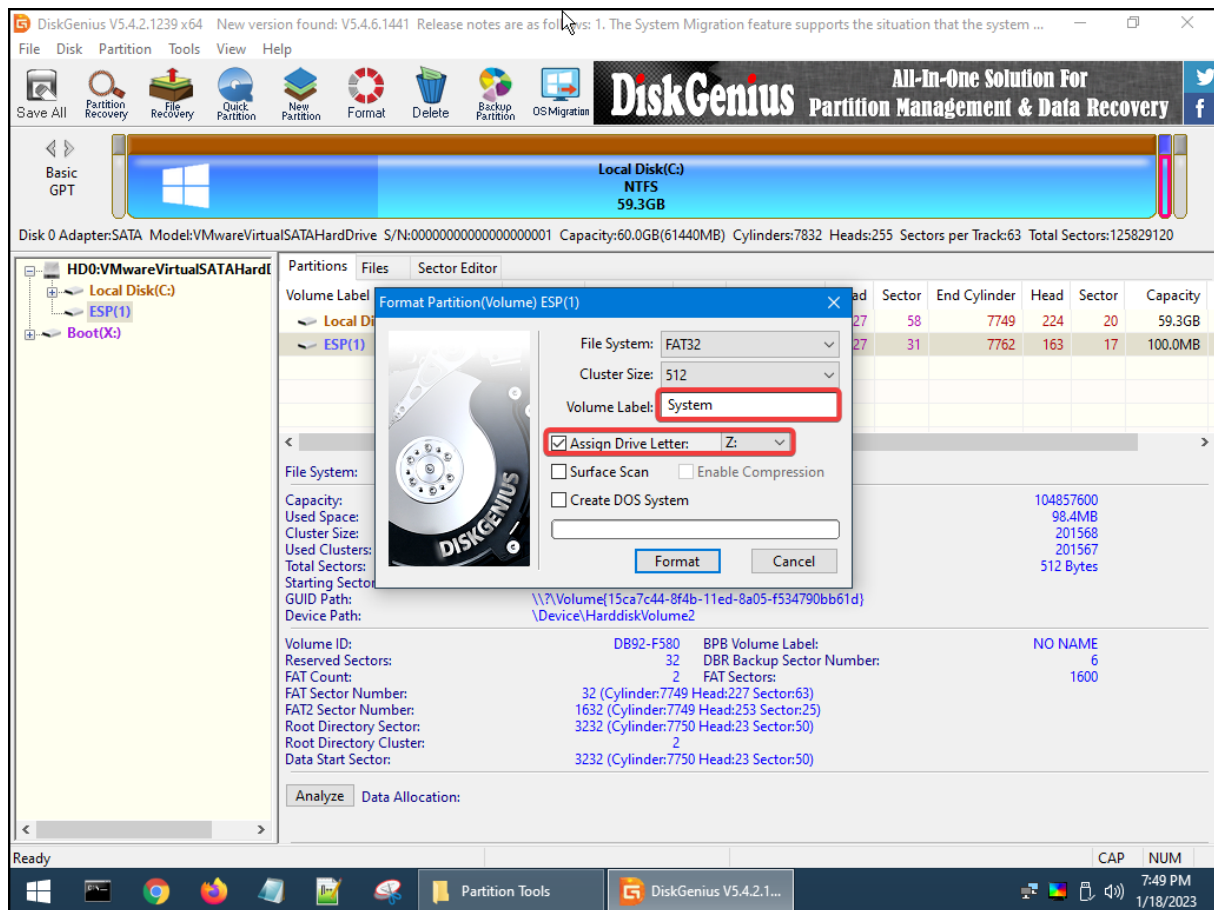 DiskGenius V5.4.2.1239 x64 New version found: V5.4.6.1441 Release notes are as follows: 1. The System Migration feature supports the situation that the system ...
File Disk Partition Tools View Help
Save All
Partition Recovery
File Recovery
Quick Partition
New Partition
Format
Delete
Backup Partition
OS Migration
DiskGenius
All-In-One Solution For
Partition Management & Data Recovery
Basic
GPT
Local Disk(C:)
NTFS
59.3GB
Disk 0 Adapter:SATA Model:VMwareVirtualSATAHardDrive S/N:00000000000000000001 Capacity:60.0GB(61440MB) Cylinders:7832 Heads:255 Sectors per Track:63 Total Sectors:125829120
HD0:VMwareVirtualSATAHard
Local Disk(C:)
ESP(1)
Boot(X:)
Partitions Files Sector Editor
Volume Label ad Sector End Cylinder Head Sector Capacity
Local Di 27 58 7749 224 20 59.3GB
ESP(1) 27 31 7762 163 17 100.0MB
Format Partition(Volume) ESP(1)
File System: FAT32
Cluster Size: 512
Volume Label: System
Assign Drive Letter: Z:
Surface Scan Enable Compression
Create DOS System
DISKGENIUS
Format Cancel
File System:
Capacity: 104857600
Used Space: 98.4MB
Cluster Size: 201568
Used Clusters: 201567
Total Sectors: 512 Bytes
Starting Sector
GUID Path: \\?\Volume{15ca7c44-8f4b-11ed-8a05-f534790bb61d}
Device Path: \Device\HarddiskVolume2
Volume ID: DB92-F580 BPB Volume Label: NO NAME
Reserved Sectors: 32 DBR Backup Sector Number: 6
FAT Count: 2 FAT Sectors: 1600
FAT Sector Number: 32 (Cylinder:7749 Head:227 Sector:63)
FAT2 Sector Number: 1632 (Cylinder:7749 Head:253 Sector:25)
Root Directory Sector: 3232 (Cylinder:7750 Head:23 Sector:50)
Root Directory Cluster: 2
Data Start Sector: 3232 (Cylinder:7750 Head:23 Sector:50)
Analyze Data Allocation:
Ready
CAP NUM
Partition Tools
DiskGenius V5.4.2.1...
7:49 PM
1/18/2023